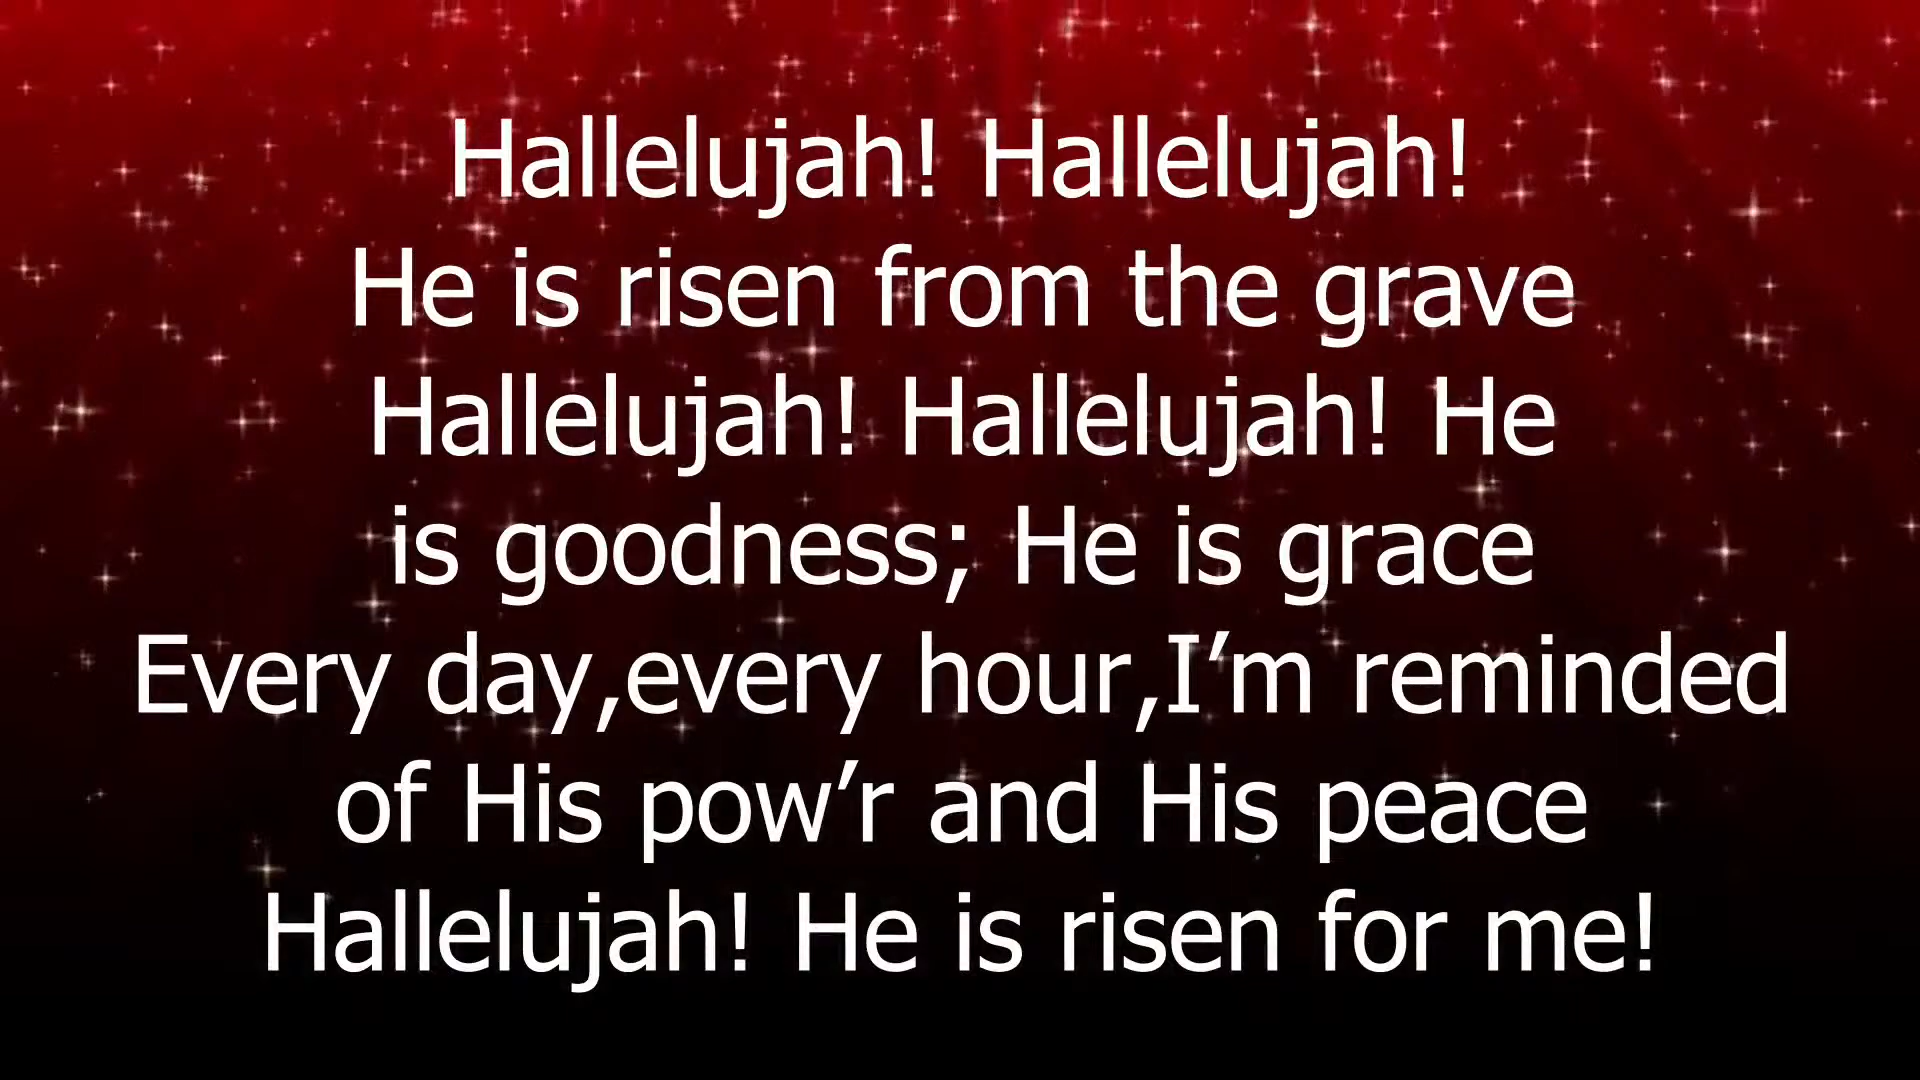 Hallelujah! Hallelujah!
He is risen from the grave
Hallelujah! Hallelujah! He
is goodness; He is grace
Every day,every hour,I’m reminded
of His pow’r and His peace
Hallelujah! He is risen for me!